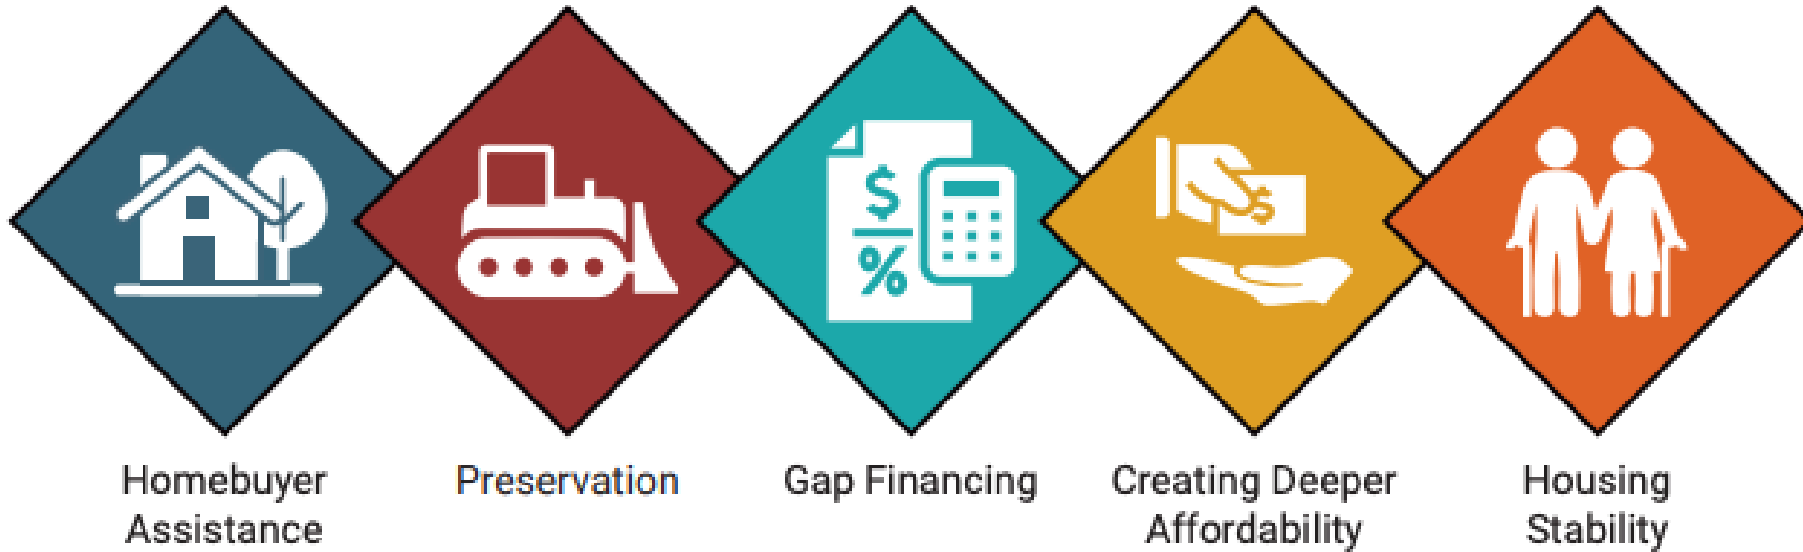 $
%
$
Homebuyer
Assistance
Preservation
Gap Financing
Creating Deeper
Affordability
Housing
Stability